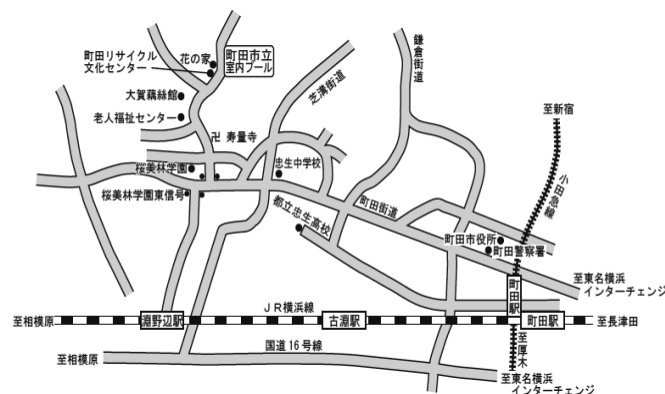 町田リサイクル
文化センター
花の家
町田市立
室内プール
大賀藕絲館
老人福祉センター
卍 寿量寺
芝溝街道
鎌倉街道
至新宿
小田急線
桜美林学園
忠生中学校
桜美林学園東信号
都立忠生高校
町田街道
町田市役所
町田警察署
至東名横浜
インターチェンジ
町田駅
JR横浜線
至相模原
淵野辺駅
古淵駅
町田駅
至長津田
至厚木
国道16号線
至相模原
至東名横浜
インターチェンジ